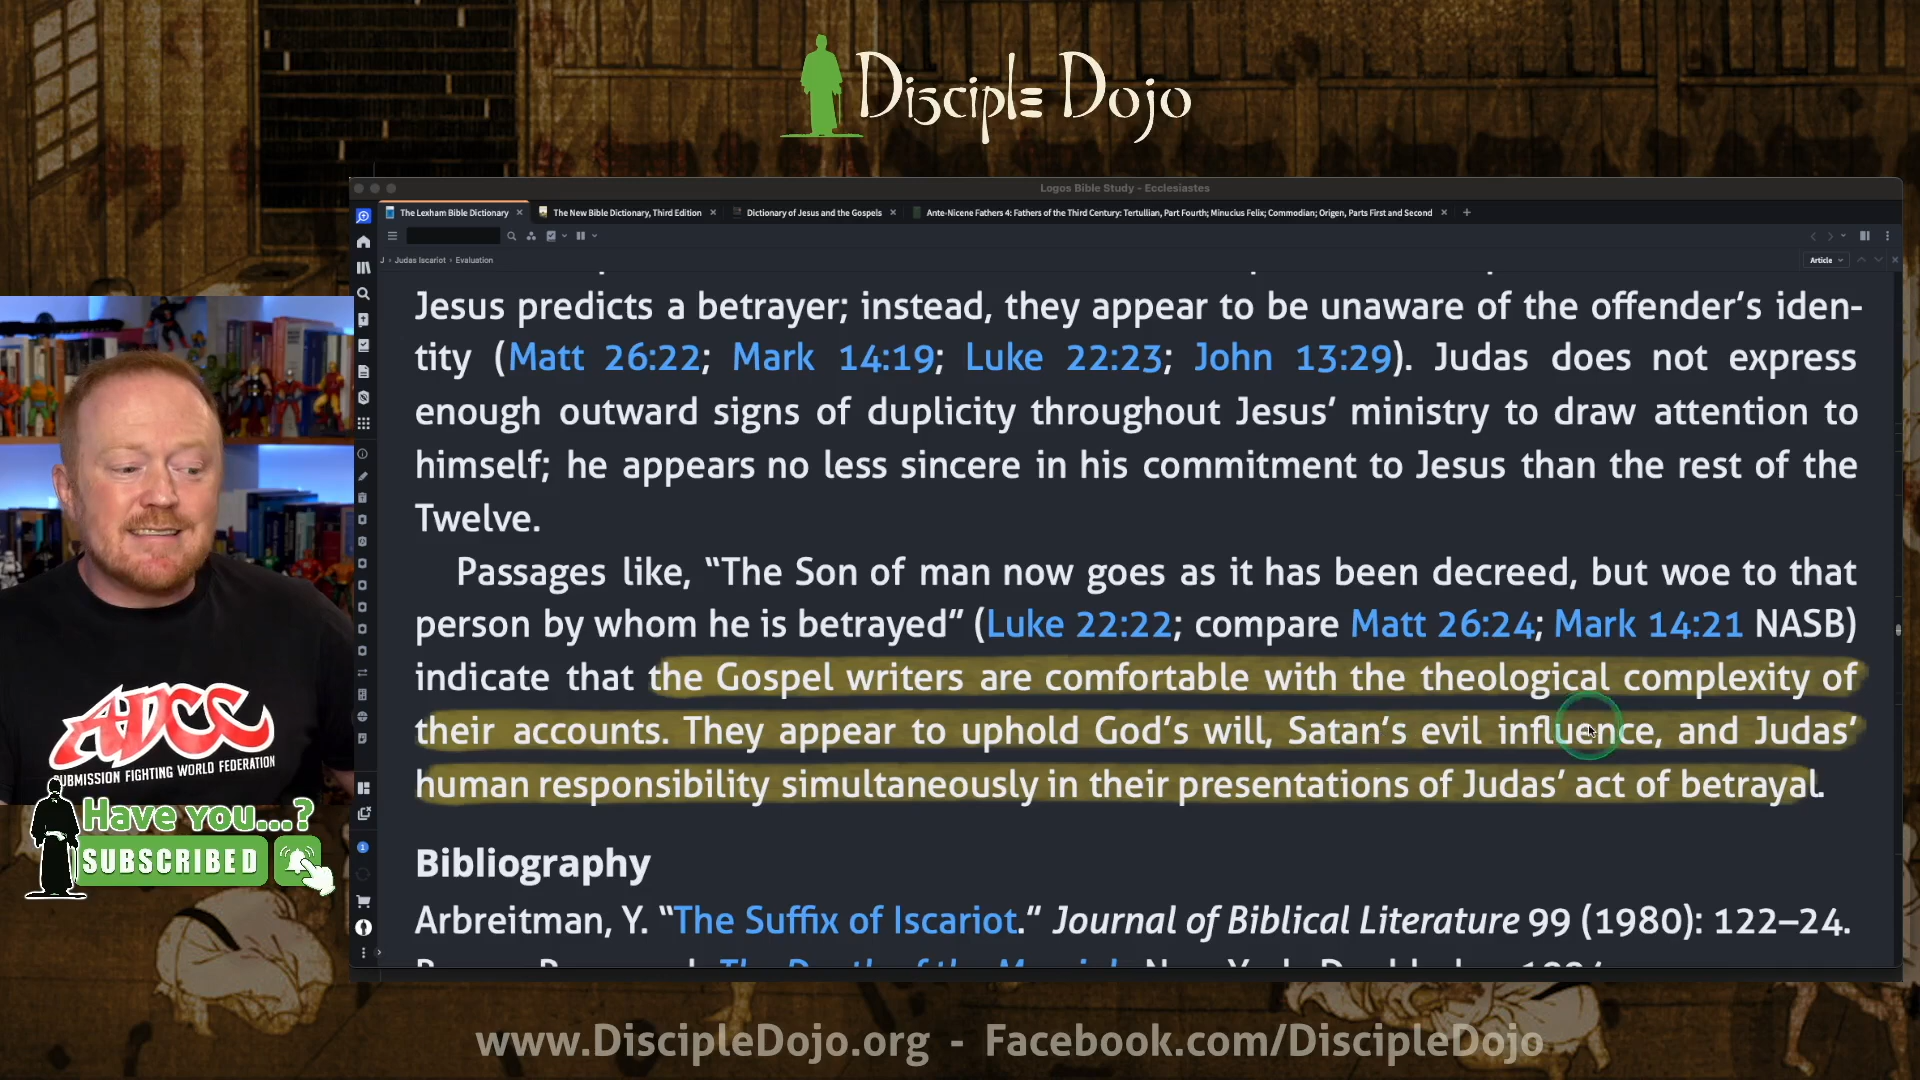 Disciple Dojo
Logos Bible Study - Ecclesiastes
The Lexham Bible Dictionary
The New Bible Dictionary, Third Edition
Dictionary of Jesus and the Gospels
Ante-Nicene Fathers 4: Fathers of the Third Century: Tertullian, Part Fourth; Minucius Felix; Commodian; Origen, Parts First and Second
J › Judas Iscariot › Evaluation
Article
Jesus predicts a betrayer; instead, they appear to be unaware of the offender’s iden-
tity (Matt 26:22; Mark 14:19; Luke 22:23; John 13:29). Judas does not express
enough outward signs of duplicity throughout Jesus’ ministry to draw attention to
himself; he appears no less sincere in his commitment to Jesus than the rest of the
Twelve.
Passages like, “The Son of man now goes as it has been decreed, but woe to that
person by whom he is betrayed” (Luke 22:22; compare Matt 26:24; Mark 14:21 NASB)
indicate that the Gospel writers are comfortable with the theological complexity of
their accounts. They appear to uphold God’s will, Satan’s evil influence, and Judas’
human responsibility simultaneously in their presentations of Judas’ act of betrayal.
Bibliography
Arbreitman, Y. “The Suffix of Iscariot.” Journal of Biblical Literature 99 (1980): 122–24.
ADCC
SUBMISSION FIGHTING WORLD FEDERATION
Have you...?
SUBSCRIBED
www.DiscipleDojo.org - Facebook.com/DiscipleDojo